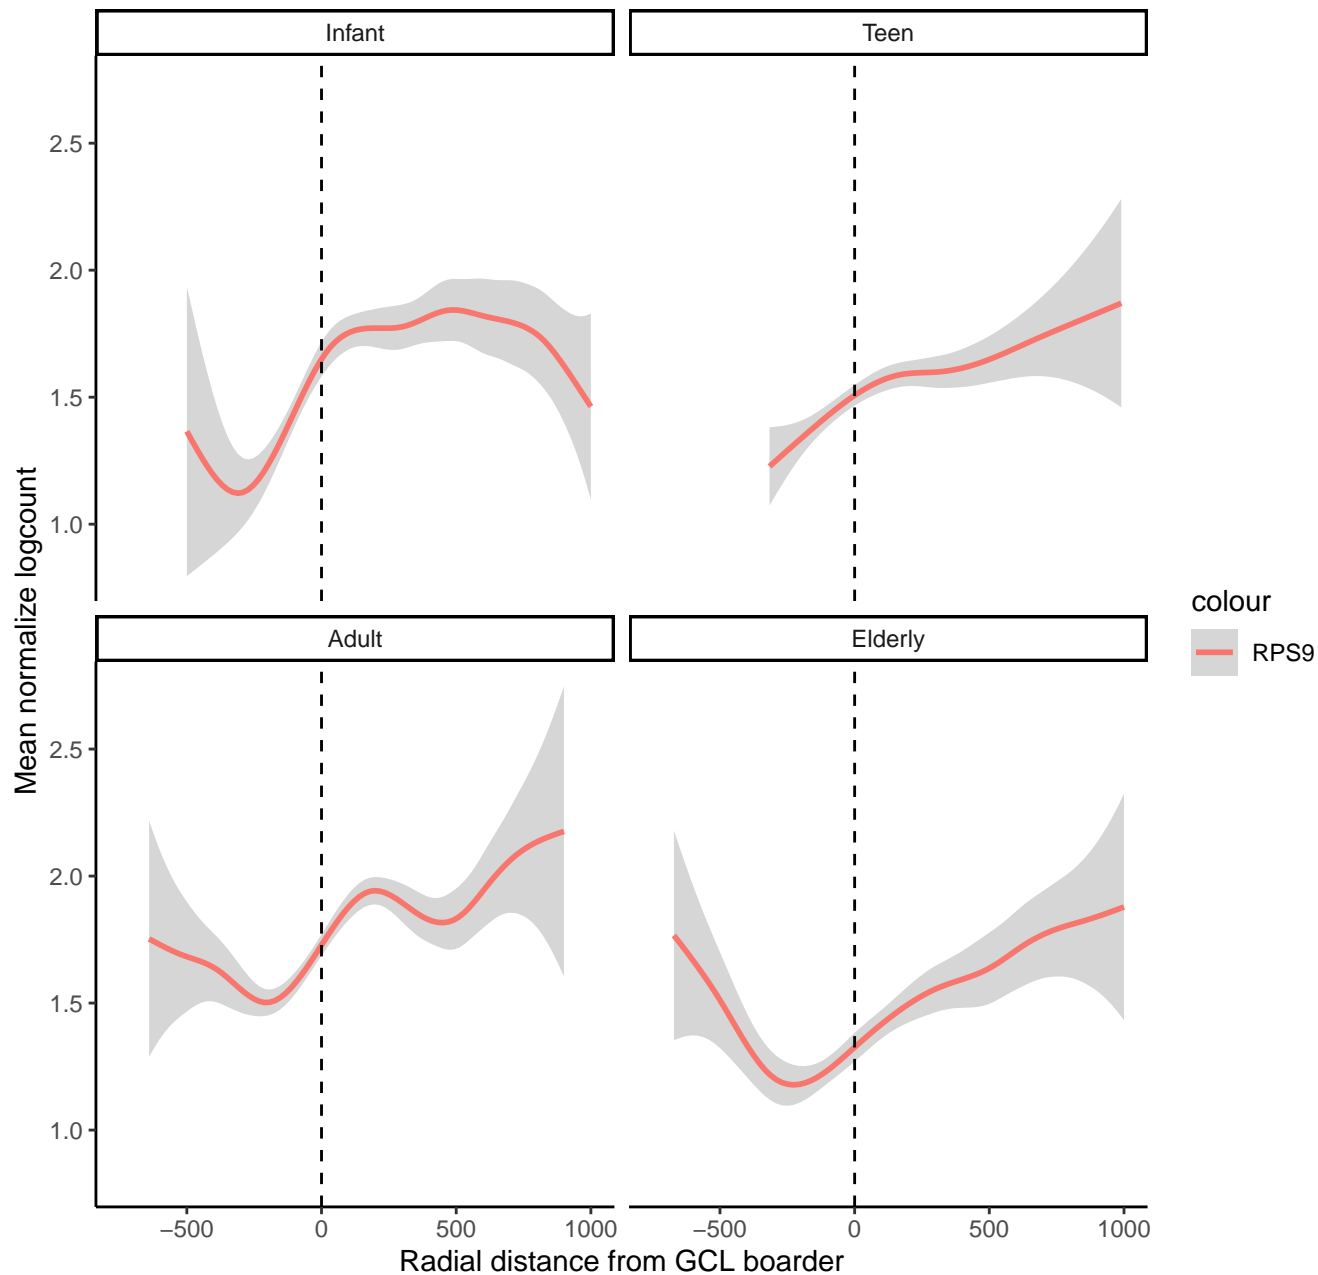 Infant
Teen
2.5
2.0
1.5
1.0
Adult
Elderly
2.5
2.0
1.5
1.0
−500
0
500
1000
−500
0
500
1000
Radial distance from GCL boarder
Mean normalize logcount
colour
RPS9